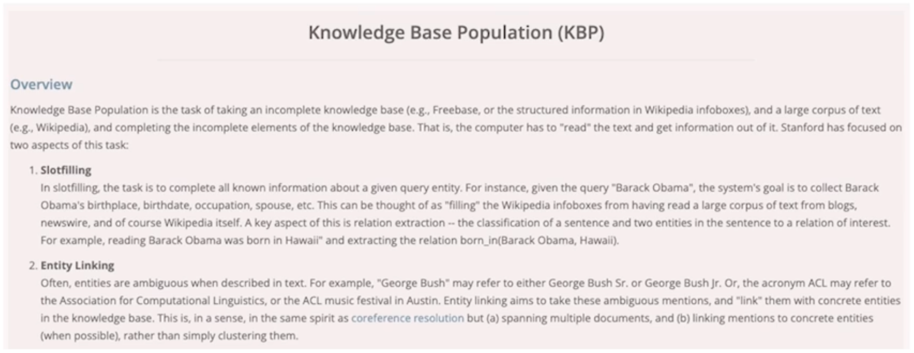 Knowledge Base Population (KBP)
Overview
Knowledge Base Population is the task of taking an incomplete knowledge base (e.g., Freebase, or the structured information in Wikipedia infoboxes), and a large corpus of text
(e.g., Wikipedia), and completing the incomplete elements of the knowledge base. That is, the computer has to "read" the text and get information out of it. Stanford has focused on
two aspects of this task:
1. Slotfilling
In slotfilling, the task is to complete all known information about a given query entity. For instance, given the query "Barack Obama", the system's goal is to collect Barack
Obama's birthplace, birthdate, occupation, spouse, etc. This can be thought of as "filling" the Wikipedia infoboxes from having read a large corpus of text from blogs,
newswire, and of course Wikipedia itself. A key aspect of this is relation extraction -- the classification of a sentence and two entities in the sentence to a relation of interest.
For example, reading Barack Obama was born in Hawaii" and extracting the relation born_in(Barack Obama, Hawaii).
2. Entity Linking
Often, entities are ambiguous when described in text. For example, "George Bush" may refer to either George Bush Sr. or George Bush Jr. Or, the acronym ACL may refer to
the Association for Computational Linguistics, or the ACL music festival in Austin. Entity linking aims to take these ambiguous mentions, and "link" them with concrete entities
in the knowledge base. This is, in a sense, in the same spirit as coreference resolution but (a) spanning multiple documents, and (b) linking mentions to concrete entities
(when possible), rather than simply clustering them.